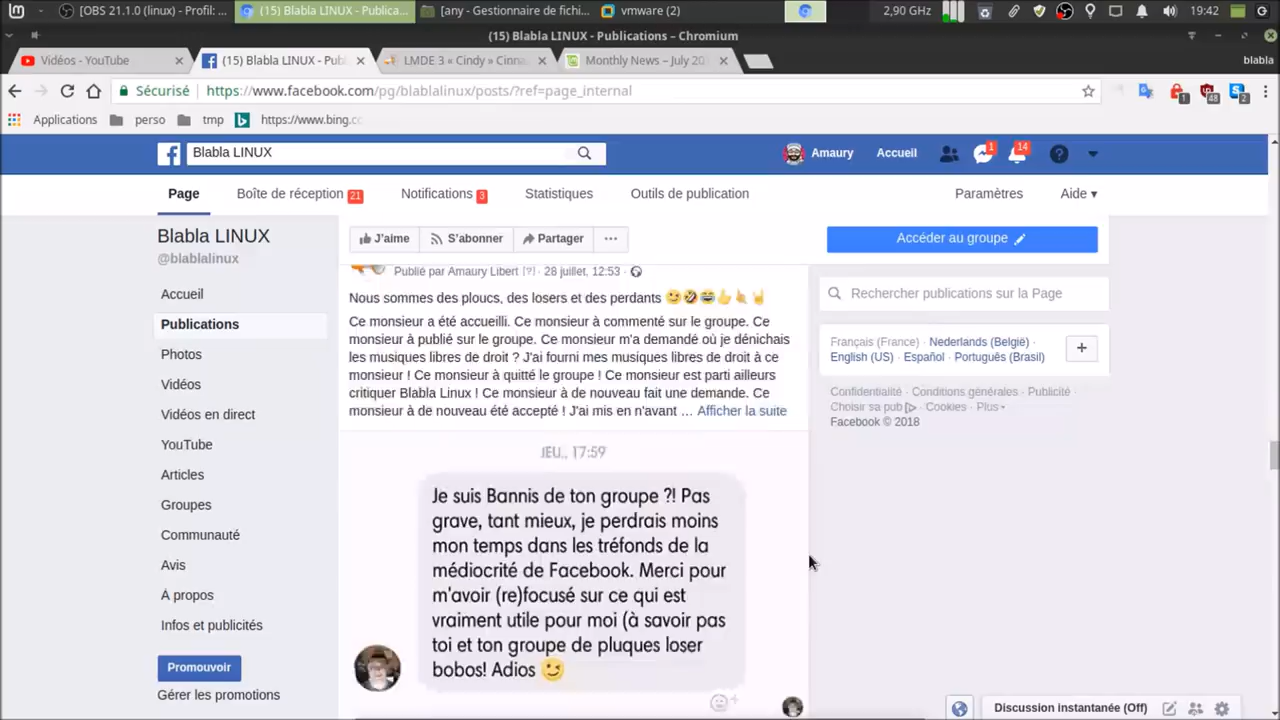 [OBS 21.1.0 (linux) - Profil: ...
(15) Blabla LINUX - Publica...
[any - Gestionnaire de fichi...
vmware (2)
2,90 GHz
19:42
(15) Blabla LINUX - Publications – Chromium
Vidéos - YouTube
(15) Blabla LINUX - Pub
LMDE 3 « Cindy » Cinna
Monthly News – July 20
blabla
Sécurisé
https://www.facebook.com/pg/blablalinux/posts/?ref=page_internal
1
48
2
Applications
perso
tmp
https://www.bing.c
Blabla LINUX
Amaury
Accueil
1
14
Page
Boîte de réception 21
Notifications 3
Statistiques
Outils de publication
Paramètres
Aide
Blabla LINUX
@blablalinux
J'aime
S'abonner
Partager
...
Accéder au groupe
Accueil
Publications
Photos
Vidéos
Vidéos en direct
YouTube
Articles
Groupes
Communauté
Avis
À propos
Infos et publicités
Promouvoir
Gérer les promotions
Publié par Amaury Libert [?] · 28 juillet, 12:53 ·
Nous sommes des ploucs, des losers et des perdants 😉🤣😂👍🤙🤘
Ce monsieur a été accueilli. Ce monsieur à commenté sur le groupe. Ce
monsieur à publié sur le groupe. Ce monsieur m'a demandé où je dénichais
les musiques libres de droit ? J'ai fourni mes musiques libres de droit à ce
monsieur ! Ce monsieur à quitté le groupe ! Ce monsieur est parti ailleurs
critiquer Blabla Linux ! Ce monsieur à de nouveau fait une demande. Ce
monsieur à de nouveau été accepté ! J'ai mis en n'avant ... Afficher la suite
JEU., 17:59
Je suis Bannis de ton groupe ?! Pas
grave, tant mieux, je perdrais moins
mon temps dans les tréfonds de la
médiocrité de Facebook. Merci pour
m'avoir (re)focusé sur ce qui est
vraiment utile pour moi (à savoir pas
toi et ton groupe de pluques loser
bobos! Adios 😉
Rechercher publications sur la Page
Français (France) · Nederlands (België) ·
English (US) · Español · Português (Brasil)
+
Confidentialité · Conditions générales · Publicité ·
Choisir sa pub · Cookies · Plus
Facebook © 2018
Discussion instantanée (Off)